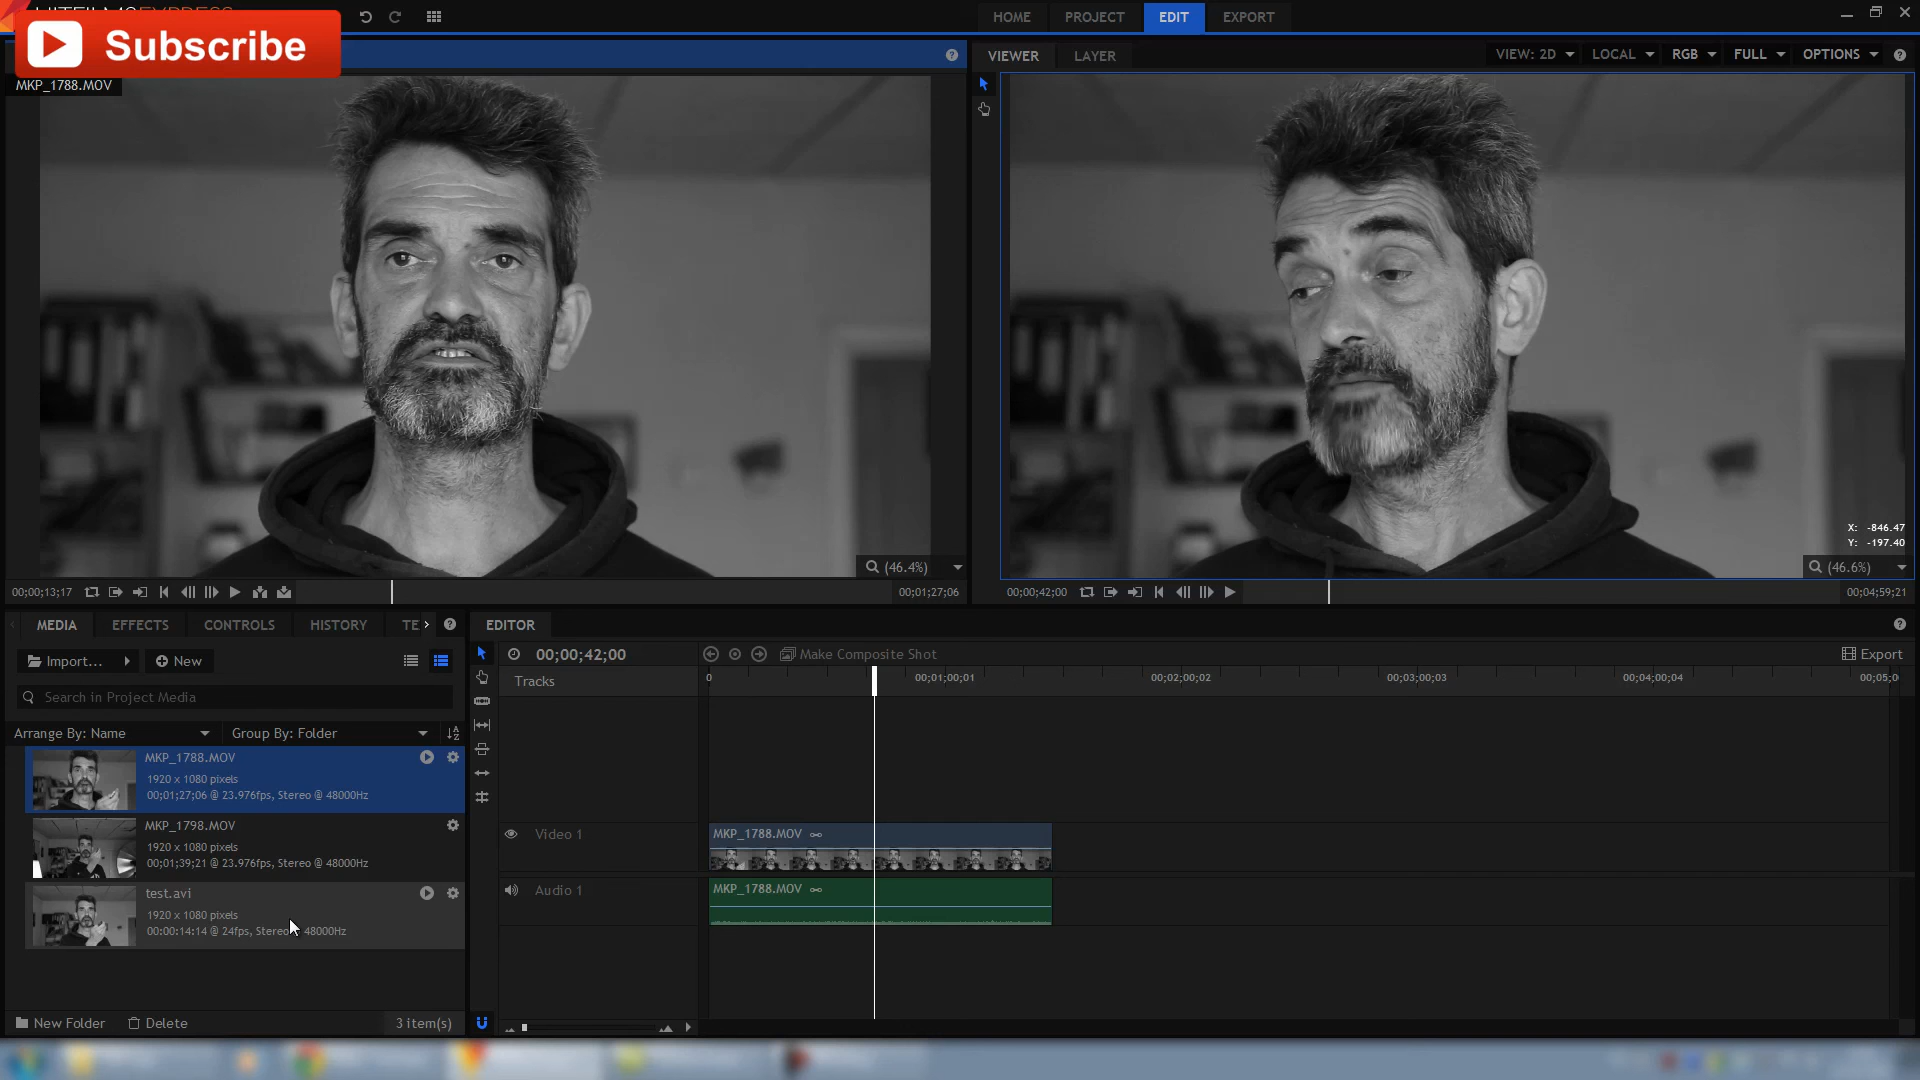 Subscribe
HOME PROJECT EDIT EXPORT
VIEWER LAYER VIEW: 2D LOCAL RGB FULL OPTIONS
MKP_1788.MOV
X: -846.47
Y: -197.40
(46.4%) (46.6%)
00;00;13;17 00;01;27;06 00;00;42;00 00;04;59;21
MEDIA EFFECTS CONTROLS HISTORY TE EDITOR
Import... New 00;00;42;00 Make Composite Shot Export
Tracks 0 00;01;00;01 00;02;00;02 00;03;00;03 00;04;00;04 00;05;0
Search in Project Media
Arrange By: Name Group By: Folder
MKP_1788.MOV
1920 x 1080 pixels
00;01;27;06 @ 23.976fps, Stereo @ 48000Hz
MKP_1798.MOV
1920 x 1080 pixels
00;01;39;21 @ 23.976fps, Stereo @ 48000Hz
test.avi
1920 x 1080 pixels
00:00:14:14 @ 24fps, Stereo 48000Hz
Video 1 MKP_1788.MOV
Audio 1 MKP_1788.MOV
New Folder Delete 3 item(s)